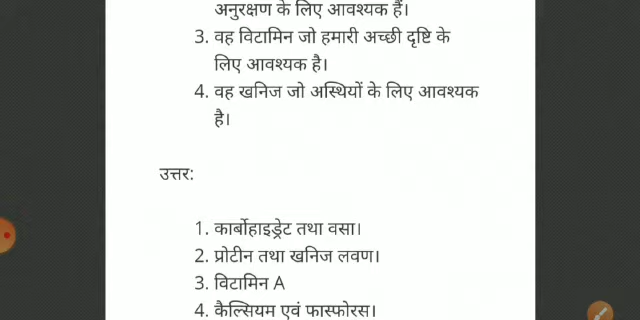 अनुरक्षण के लिए आवश्यक हैं।
3. वह विटामिन जो हमारी अच्छी दृष्टि के
लिए आवश्यक है।
4. वह खनिज जो अस्थियों के लिए आवश्यक
है।
उत्तर:
1. कार्बोहाइड्रेट तथा वसा।
2. प्रोटीन तथा खनिज लवण।
3. विटामिन A
4. कैल्सियम एवं फास्फोरस।